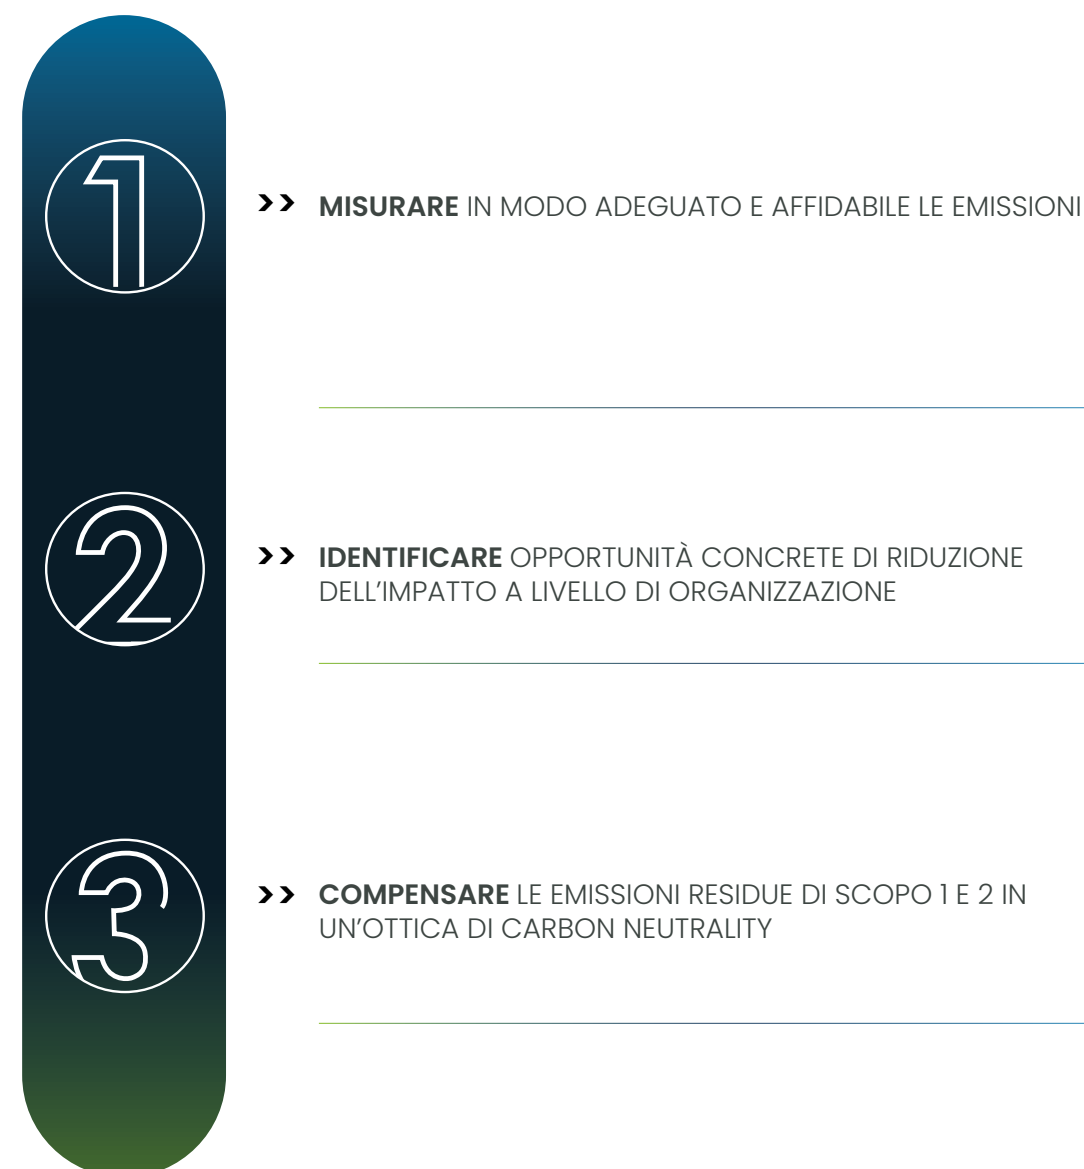 1
>> MISURARE IN MODO ADEGUATO E AFFIDABILE LE EMISSIONI
2
>> IDENTIFICARE OPPORTUNITÀ CONCRETE DI RIDUZIONE
DELL’IMPATTO A LIVELLO DI ORGANIZZAZIONE
3
>> COMPENSARE LE EMISSIONI RESIDUE DI SCOPO 1 E 2 IN
UN’OTTICA DI CARBON NEUTRALITY